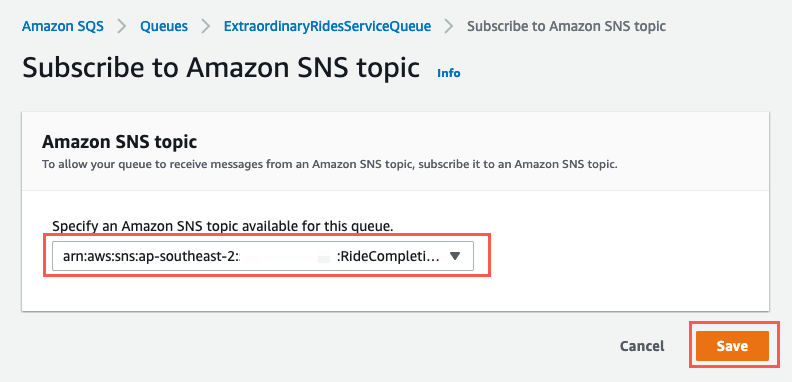 Amazon SQS > Queues > ExtraordinaryRidesServiceQueue > Subscribe to Amazon SNS topic
Subscribe to Amazon SNS topic Info
Amazon SNS topic
To allow your queue to receive messages from an Amazon SNS topic, subscribe it to an Amazon SNS topic.
Specify an Amazon SNS topic available for this queue.
arn:aws:sns:ap-southeast-2: :RideCompleti...
Cancel Save